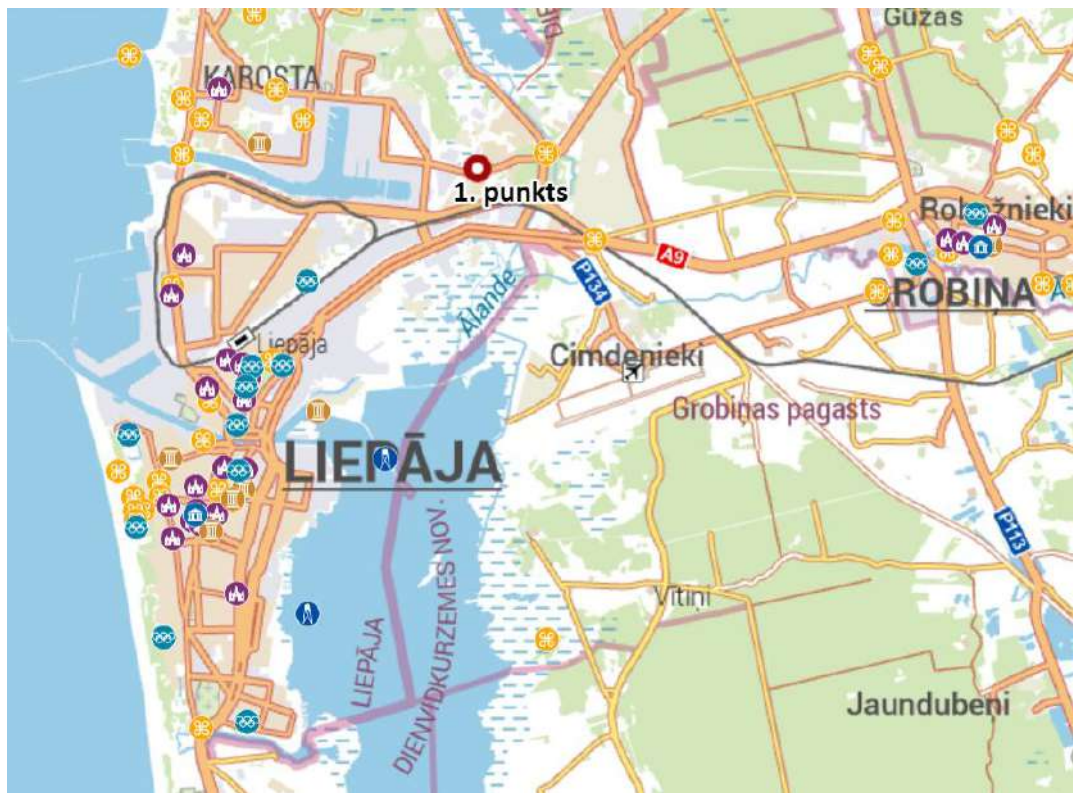 Gūžas
KAROSTA
1. punkts
Robežnieki
A9
P134
GROBIŅA
Ālande
Liepāja
Cimdenieki
Grobiņas pagasts
LIEPĀJA
P113
DIENVIDKURZEMES NOV.
LIEPĀJA
Vītiņi
Jaundubeņi